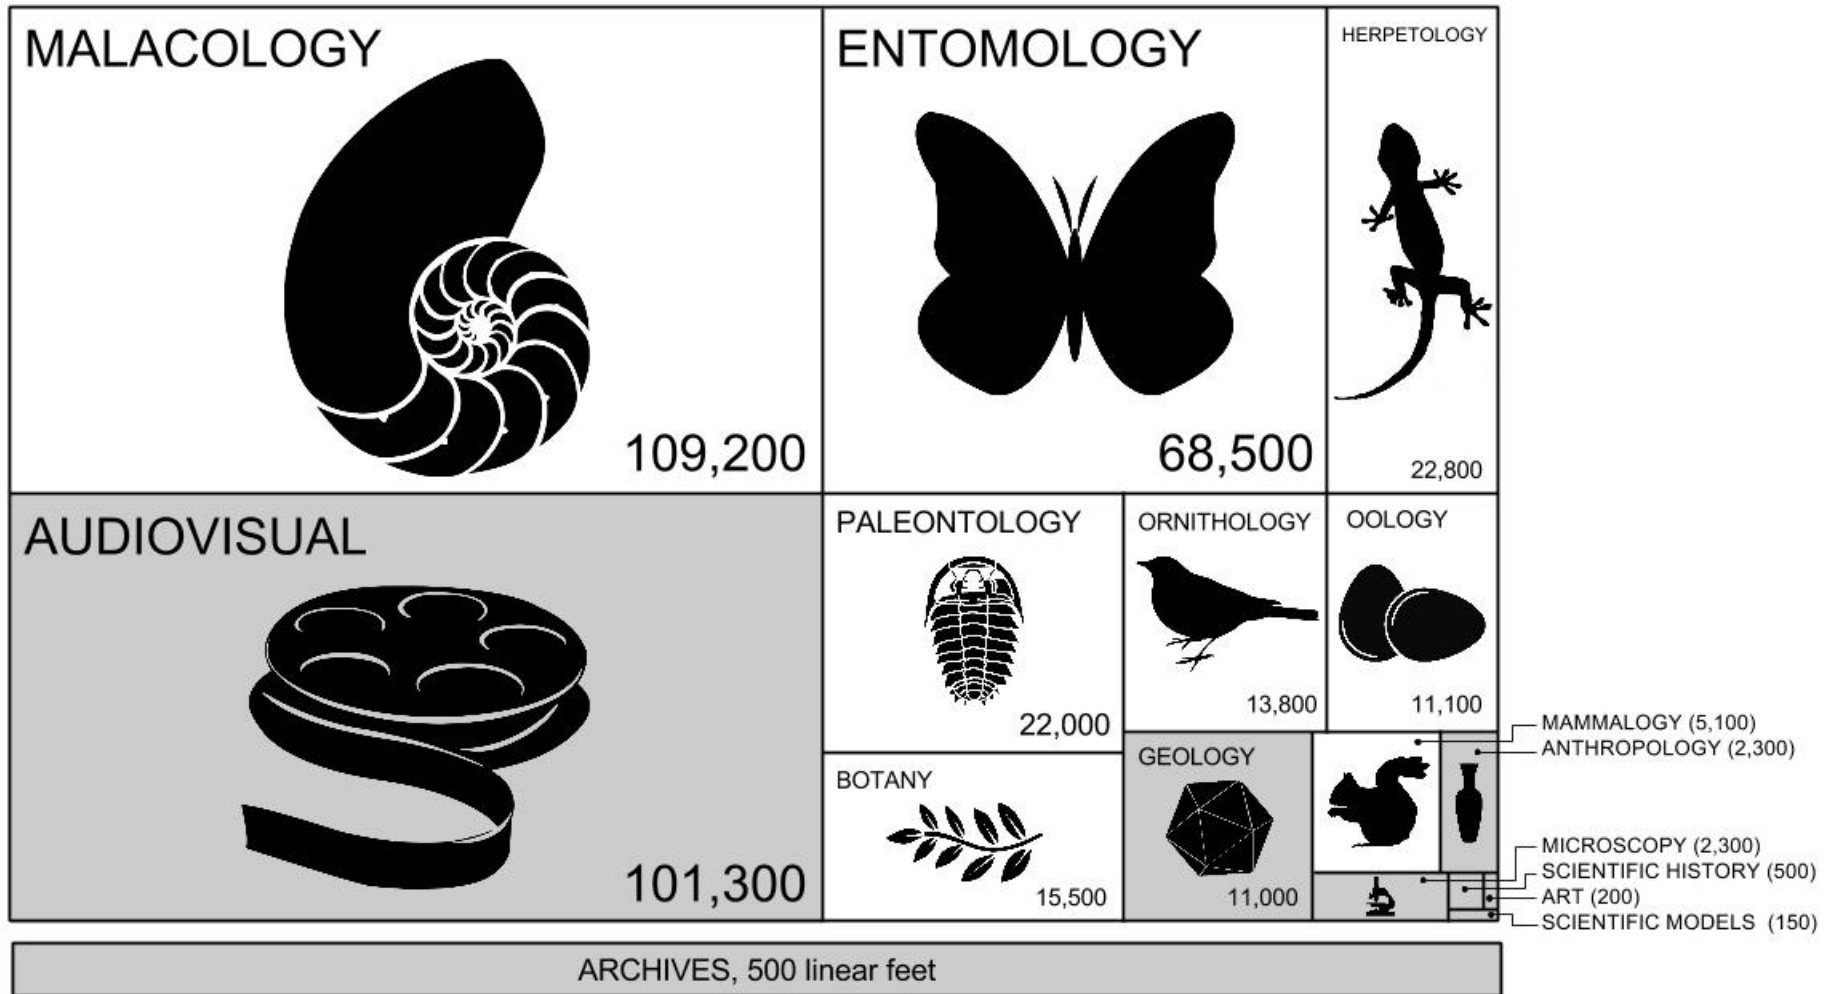 MALACOLOGY
109,200
ENTOMOLOGY
68,500
HERPETOLOGY
22,800
AUDIOVISUAL
101,300
PALEONTOLOGY
22,000
ORNITHOLOGY
13,800
OOLOGY
11,100
BOTANY
15,500
GEOLOGY
11,000
MAMMALOGY (5,100)
ANTHROPOLOGY (2,300)
MICROSCOPY (2,300)
SCIENTIFIC HISTORY (500)
ART (200)
SCIENTIFIC MODELS (150)
ARCHIVES, 500 linear feet